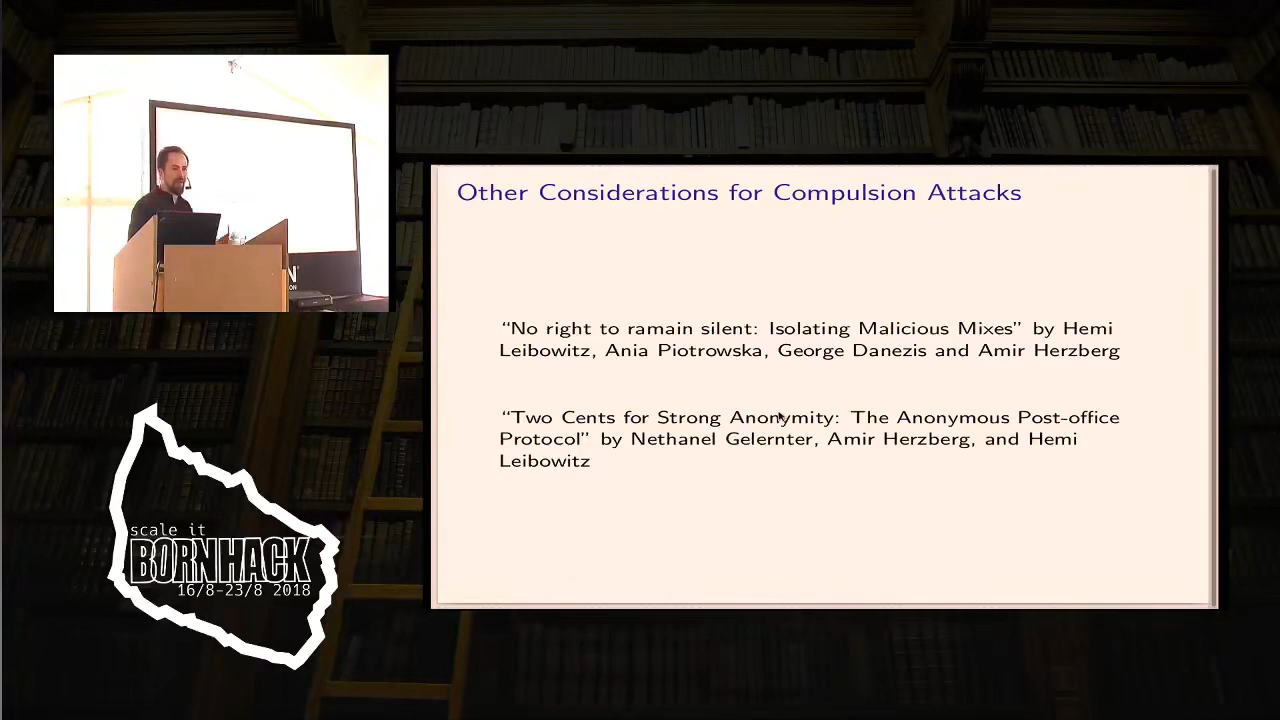 Other Considerations for Compulsion Attacks
“No right to ramain silent: Isolating Malicious Mixes” by Hemi
Leibowitz, Ania Piotrowska, George Danezis and Amir Herzberg
“Two Cents for Strong Anonymity: The Anonymous Post-office
Protocol” by Nethanel Gelernter, Amir Herzberg, and Hemi
Leibowitz
scale it
BORNHACK
16/8-23/8 2018